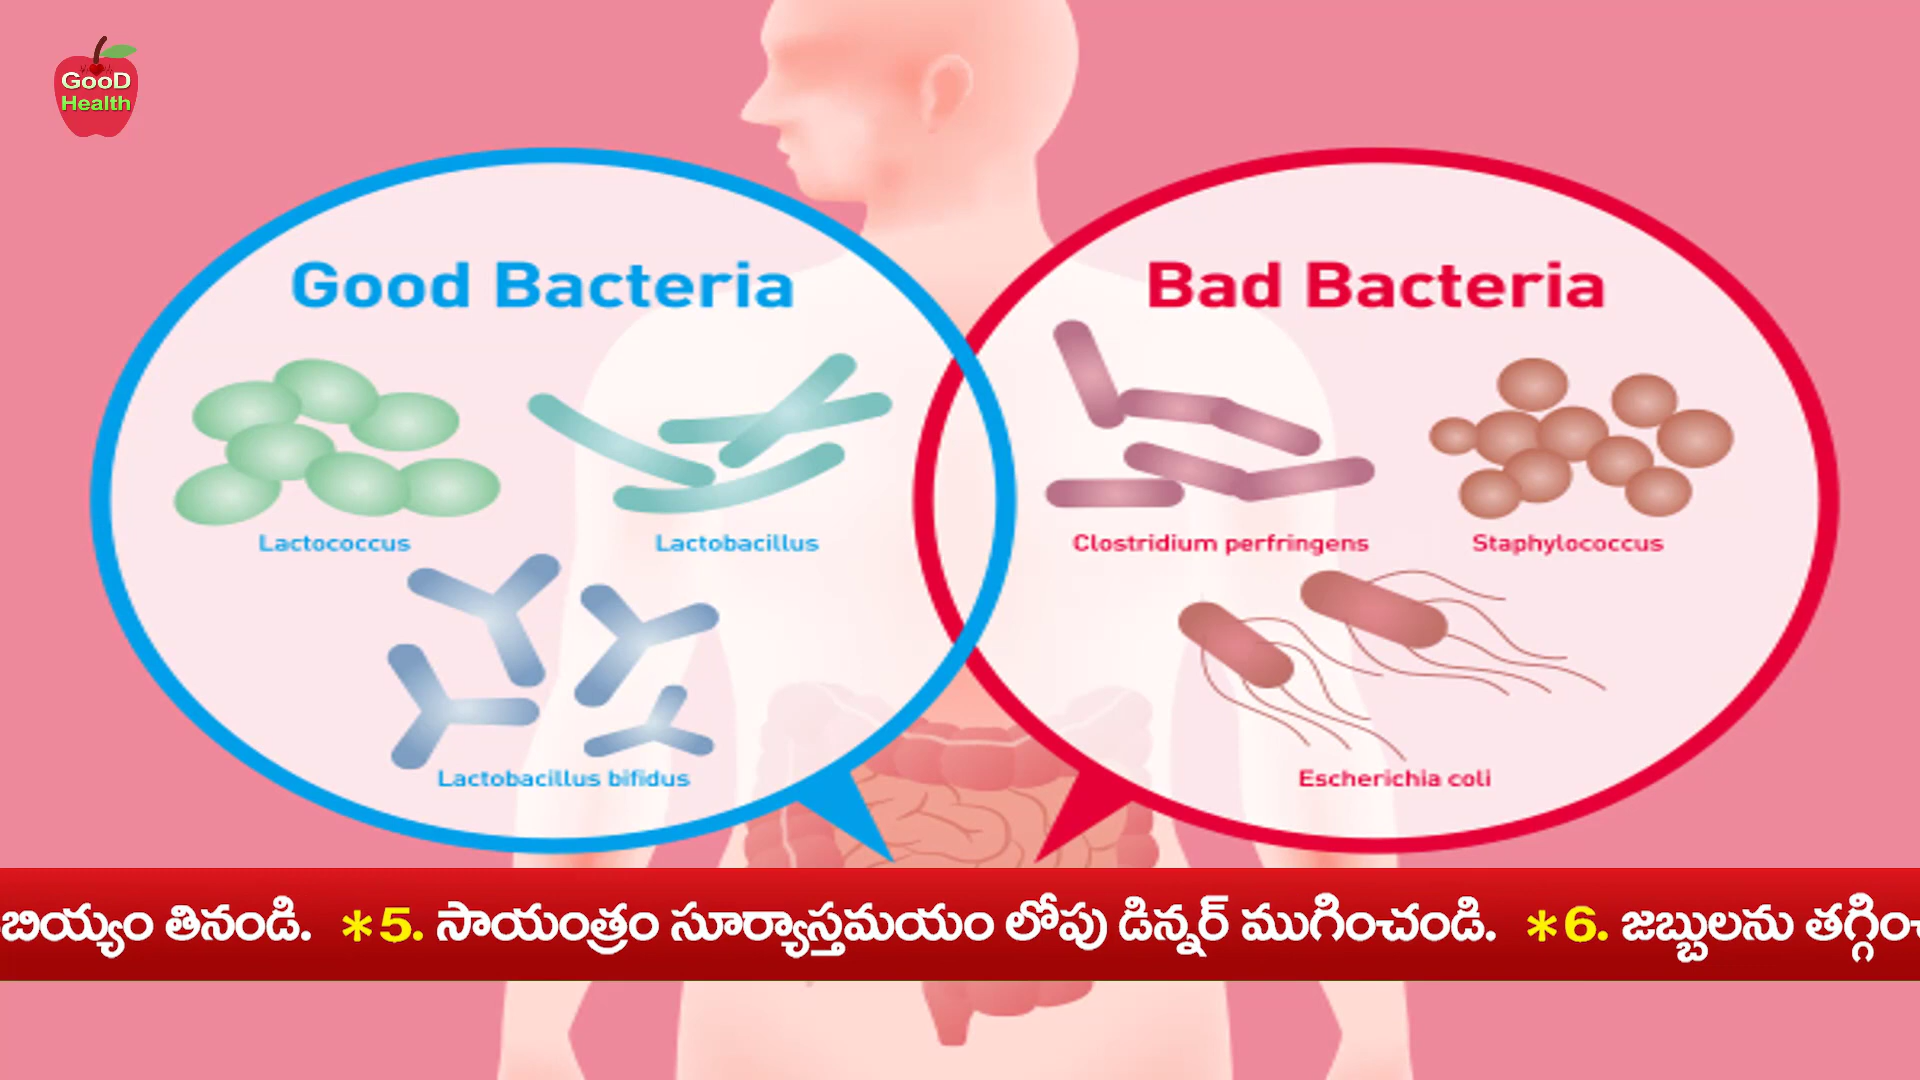 GooD
Health
Good Bacteria
Bad Bacteria
Lactococcus
Lactobacillus
Clostridium perfringens
Staphylococcus
Lactobacillus bifidus
Escherichia coli
బియ్యం తినండి. *5. సాయంత్రం సూర్యాస్తమయం లోపు డిన్నర్ ముగించండి. *6. జబ్బులను